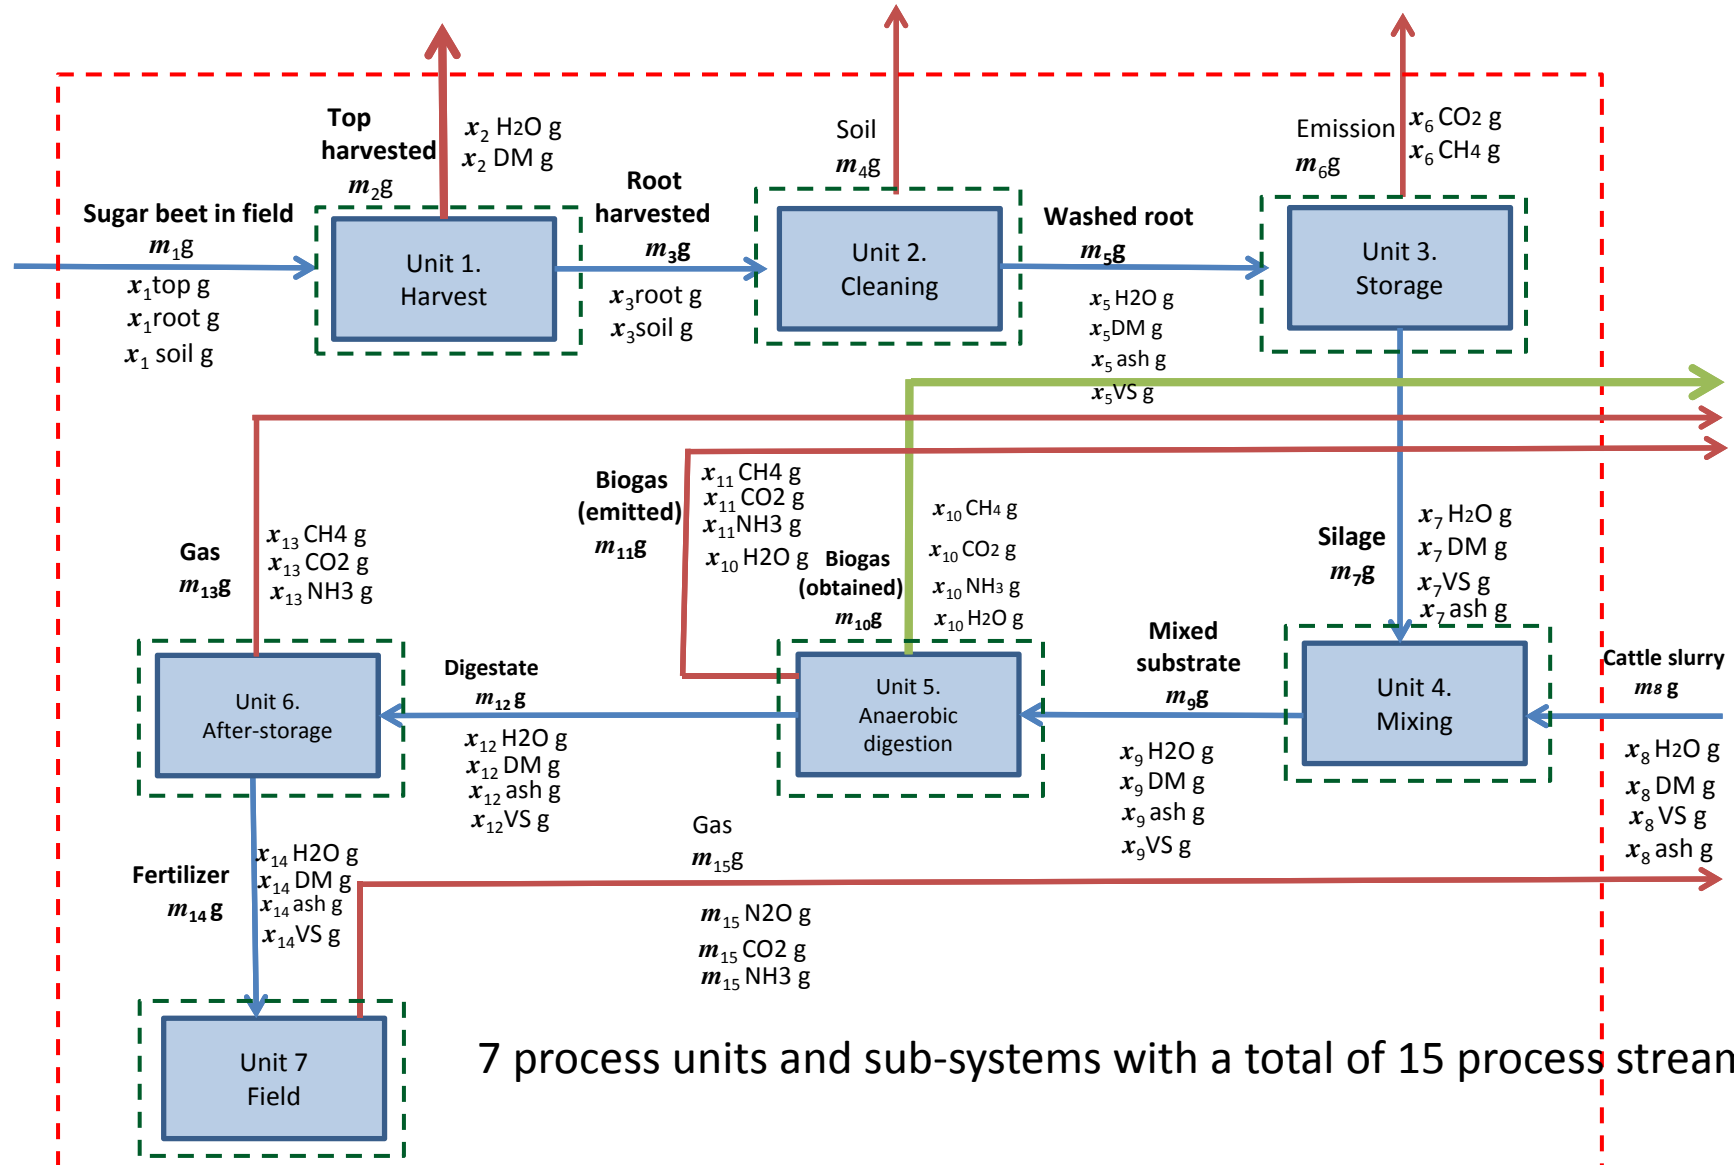 Top
harvested
m2g
x2 H2O g
x2 DM g
Soil
m4g
Emission
m6g
x6 CO2 g
x6 CH4 g
Sugar beet in field
m1g
x1top g
x1root g
x1 soil g
Unit 1.
Harvest
Root
harvested
m3g
x3root g
x3soil g
Unit 2.
Cleaning
Washed root
m5g
x5 H2O g
x5DM g
x5 ash g
x5VS g
Unit 3.
Storage
Gas
m13g
x13 CH4 g
x13 CO2 g
x13 NH3 g
Biogas
(emitted)
m11g
x11 CH4 g
x11 CO2 g
x11NH3 g
x10 H2O g
Biogas
(obtained)
m10g
x10 CH4 g
x10 CO2 g
x10 NH3 g
x10 H2O g
Silage
m7g
x7 H2O g
x7 DM g
x7VS g
x7 ash g
Unit 6.
After-storage
Digestate
m12 g
x12 H2O g
x12 DM g
x12 ash g
x12VS g
Unit 5.
Anaerobic
digestion
Mixed
substrate
m9g
x9 H2O g
x9 DM g
x9 ash g
x9VS g
Unit 4.
Mixing
Cattle slurry
m8 g
x8 H2O g
x8 DM g
x8 VS g
x8 ash g
Fertilizer
m14 g
x14 H2O g
x14 DM g
x14 ash g
x14VS g
Gas
m15g
m15 N2O g
m15 CO2 g
m15 NH3 g
Unit 7
Field
7 process units and sub-systems with a total of 15 process stream